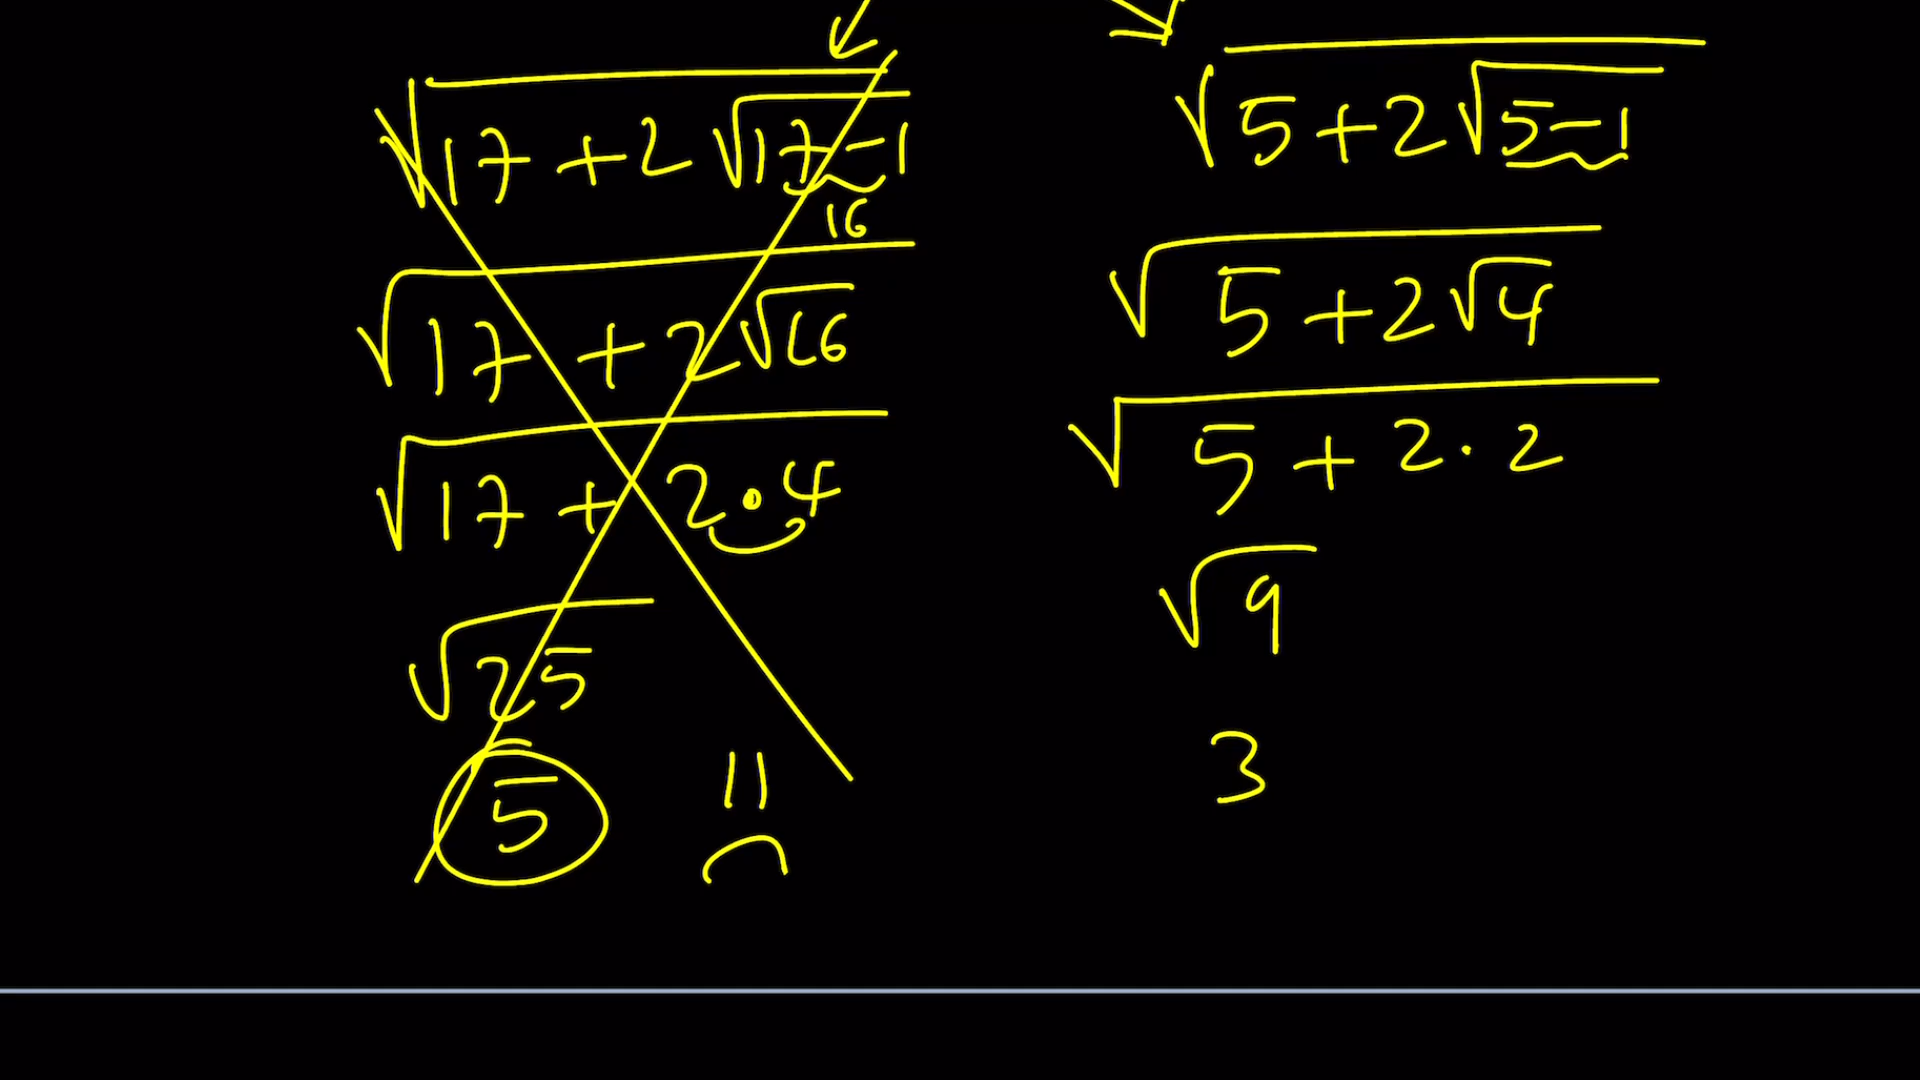 √(17 + 2√(17 − 1))
16
√(17 + 2√16)
√(17 + 2 · 4)
√25
5
√(5 + 2√(5 − 1))
√(5 + 2√4)
√(5 + 2 · 2)
√9
3